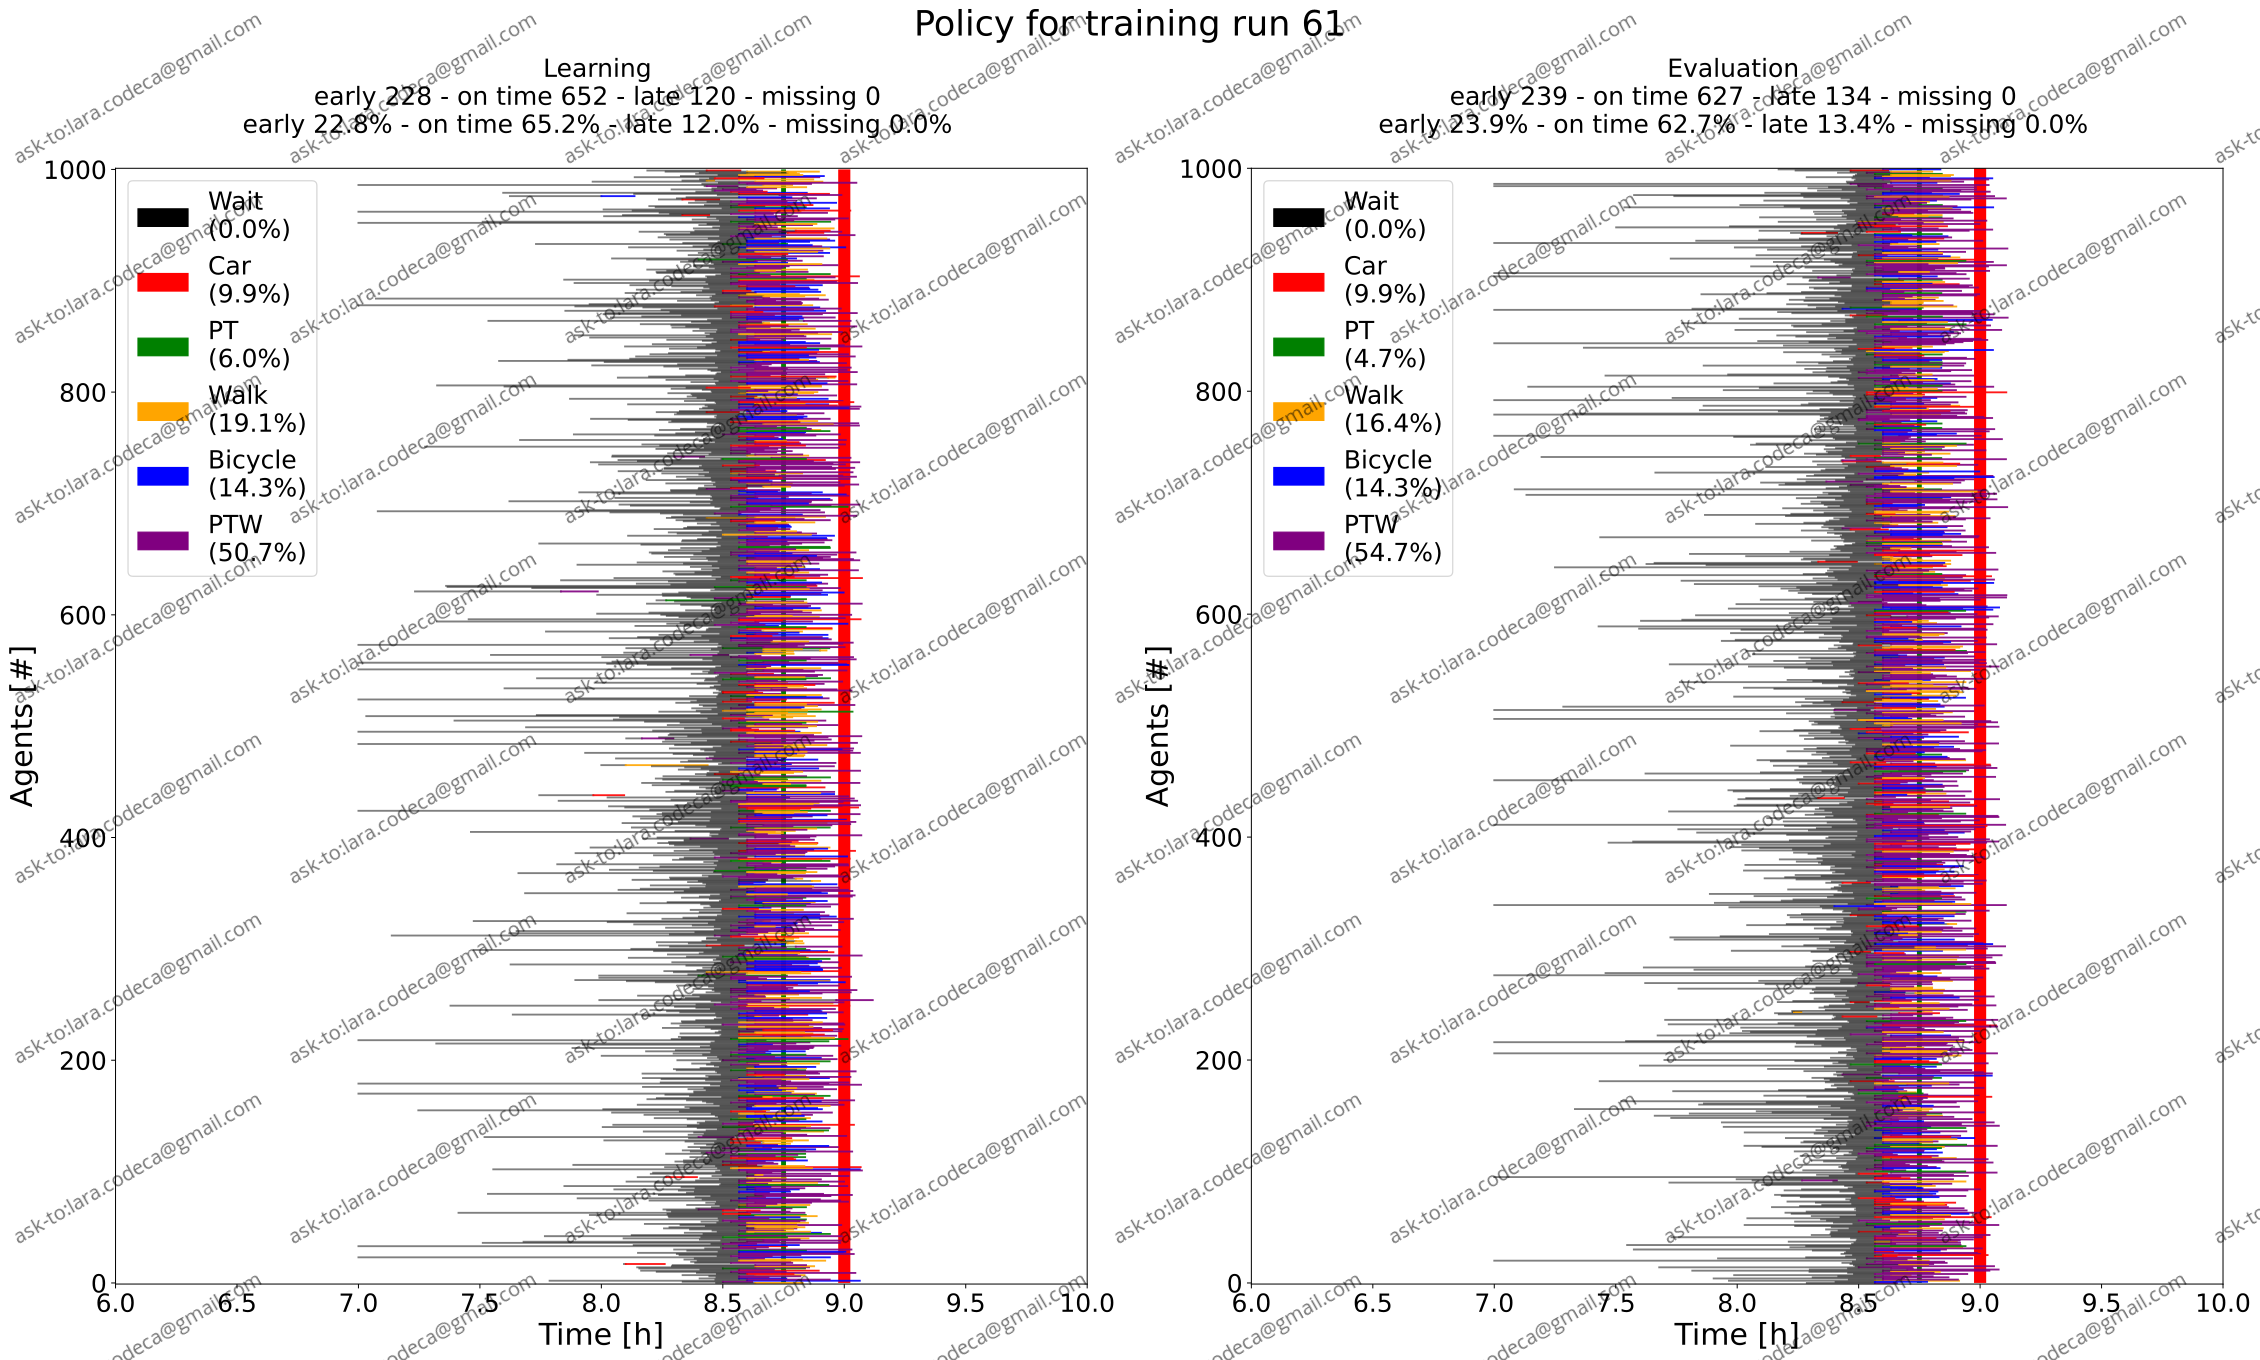 Policy for training run 61
Learning
early 228 - on time 652 - late 120 - missing 0
early 22.8% - on time 65.2% - late 12.0% - missing 0.0%
1000
800
600
400
200
0
Agents [#]
Wait
(0.0%)
Car
(9.9%)
PT
(6.0%)
Walk
(19.1%)
Bicycle
(14.3%)
PTW
(50.7%)
6.0 6.5 7.0 7.5 8.0 8.5 9.0 9.5 10.0
Time [h]
Evaluation
early 239 - on time 627 - late 134 - missing 0
early 23.9% - on time 62.7% - late 13.4% - missing 0.0%
1000
800
600
400
200
0
Agents [#]
Wait
(0.0%)
Car
(9.9%)
PT
(4.7%)
Walk
(16.4%)
Bicycle
(14.3%)
PTW
(54.7%)
6.0 6.5 7.0 7.5 8.0 8.5 9.0 9.5 10.0
Time [h]
ask-to:lara.codeca@gmail.com